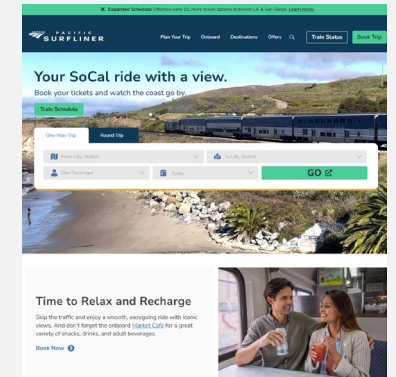 Expanded Schedule: Effective June 10, more travel options between LA & San Diego. Learn more.
PACIFIC
SURFLINER
Plan Your Trip Onboard Destinations Offers Train Status Book Trip
Your SoCal ride with a view.
Book your tickets and watch the coast go by.
Train Schedule
One-Way Trip Round Trip
From City, Station To City, Station
One Passenger Today GO
Time to Relax and Recharge
Skip the traffic and enjoy a smooth, easygoing ride with iconic
views. And don't forget the onboard Market Cafe for a great
variety of snacks, drinks, and adult beverages.
Book Now